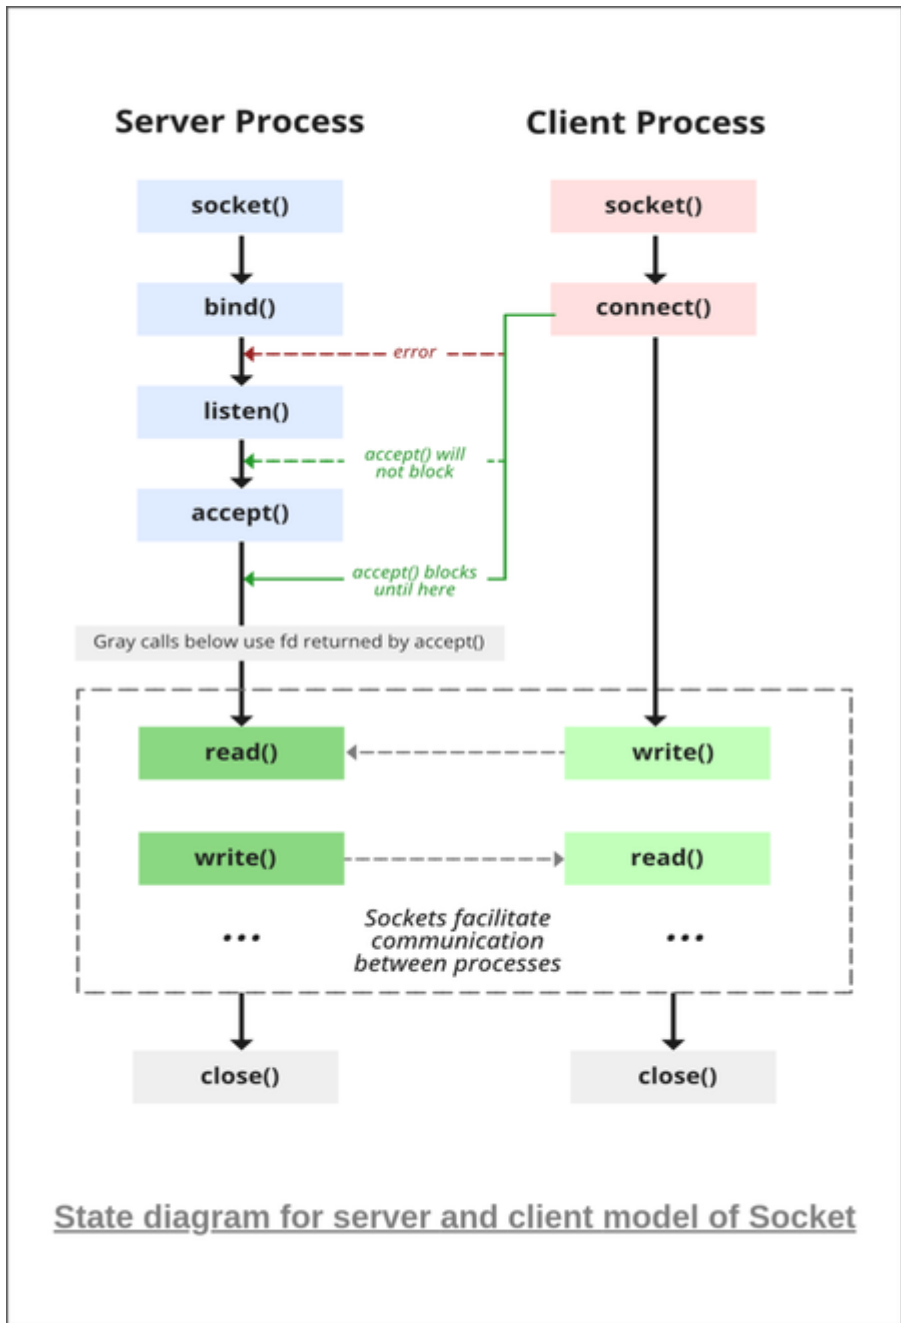 Server Process
Client Process
socket()
socket()
bind()
connect()
error
listen()
accept() will
not block
accept()
accept() blocks
until here
Gray calls below use fd returned by accept()
read()
write()
write()
read()
...
Sockets facilitate
communication
between processes
...
close()
close()
State diagram for server and client model of Socket